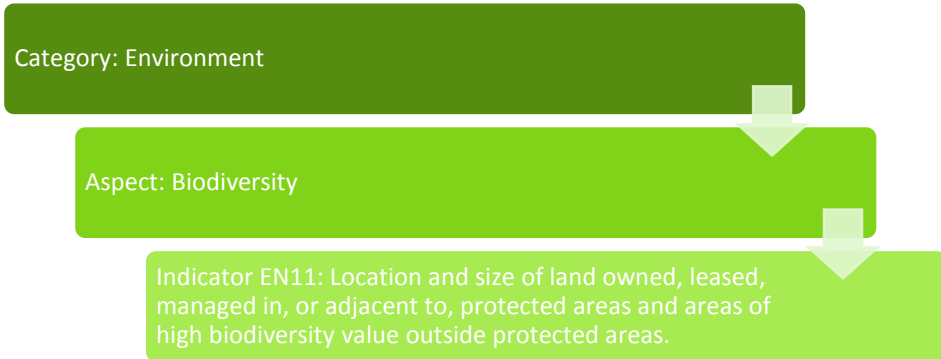 Category: Environment
Aspect: Biodiversity
Indicator EN11: Location and size of land owned, leased,
managed in, or adjacent to, protected areas and areas of
high biodiversity value outside protected areas.